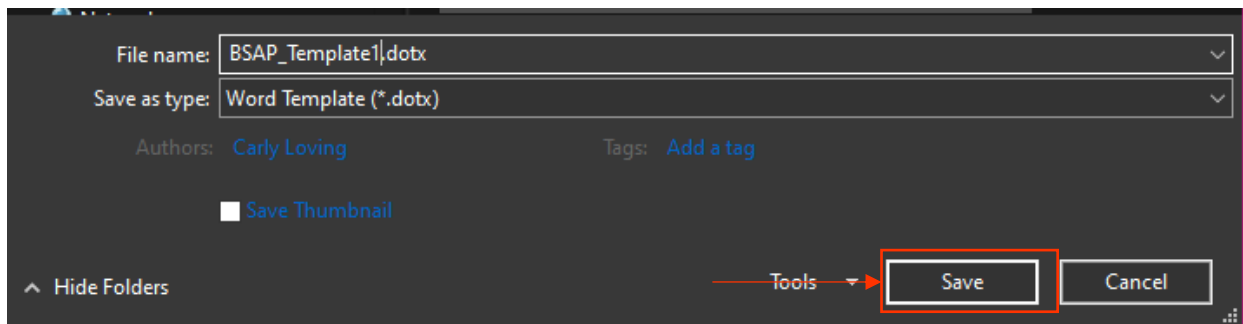 File name: BSAP_Template1.dotx
Save as type: Word Template (*.dotx)
Authors: Carly Loving Tags: Add a tag
Save Thumbnail
Hide Folders Tools Save Cancel